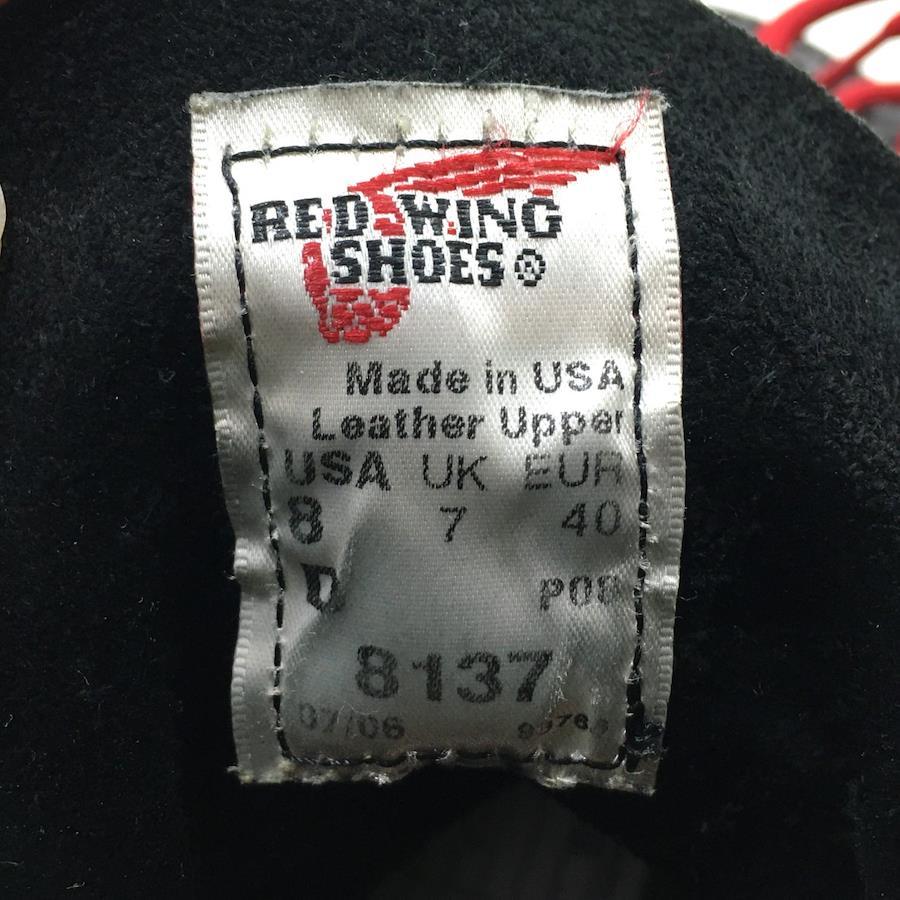 RED WING
SHOES®
Made in USA
Leather Upper
USA UK EUR
8 7 40
D
8137
07/06